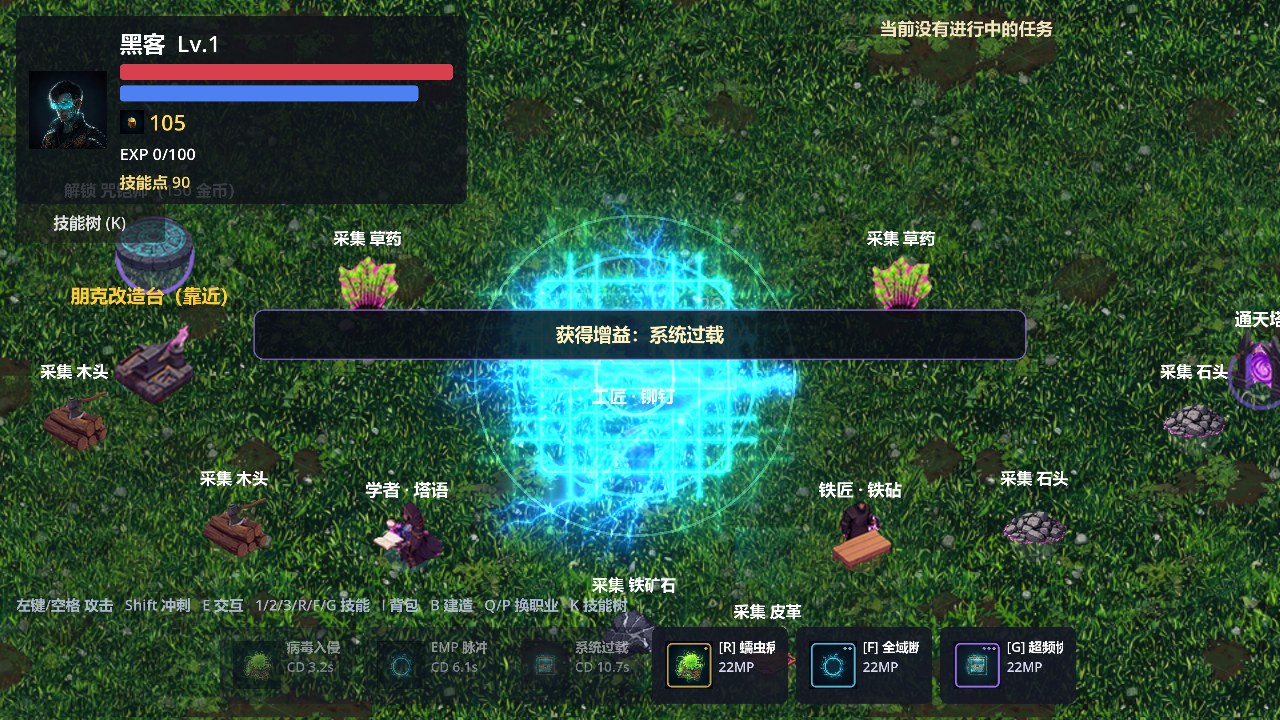 黑客 Lv.1
当前没有进行中的任务
105
EXP 0/100
技能点 90
技能树 (K)
采集 草药
采集 草药
朋克改造台（靠近）
获得增益：系统过载
通天塔
采集 木头
采集 石头
工匠 · 铆钉
采集 木头
学者 · 塔语
铁匠 · 铁砧
采集 石头
采集 铁矿石
左键/空格 攻击 Shift 冲刺 E 交互 1/2/3/R/F/G 技能 I 背包 B 建造 Q/P 换职业 K 技能树
采集 皮革
病毒入侵
CD 3.2s
EMP 脉冲
CD 6.1s
系统过载
CD 10.7s
[R] 蠕虫
22MP
[F] 全域
22MP
[G] 超频
22MP